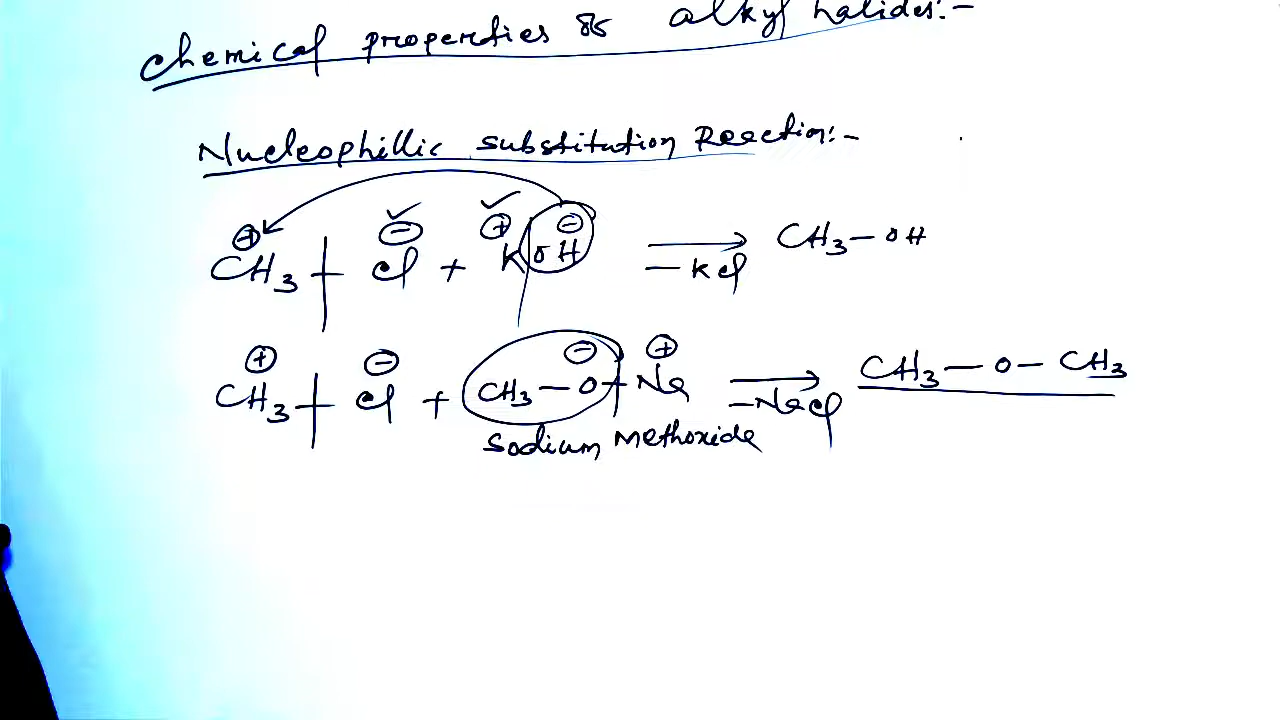 chemical properties of alkyl halides:-
Nucleophillic substitution Reaction:-
⊕ ⊖ ⊕ ⊖
CH3 + Cl + KOH → CH3-OH
-KCl
⊕ ⊖ ⊖ ⊕
CH3 + Cl + CH3-O+Na → CH3-O-CH3
-NaCl
Sodium Methoxide